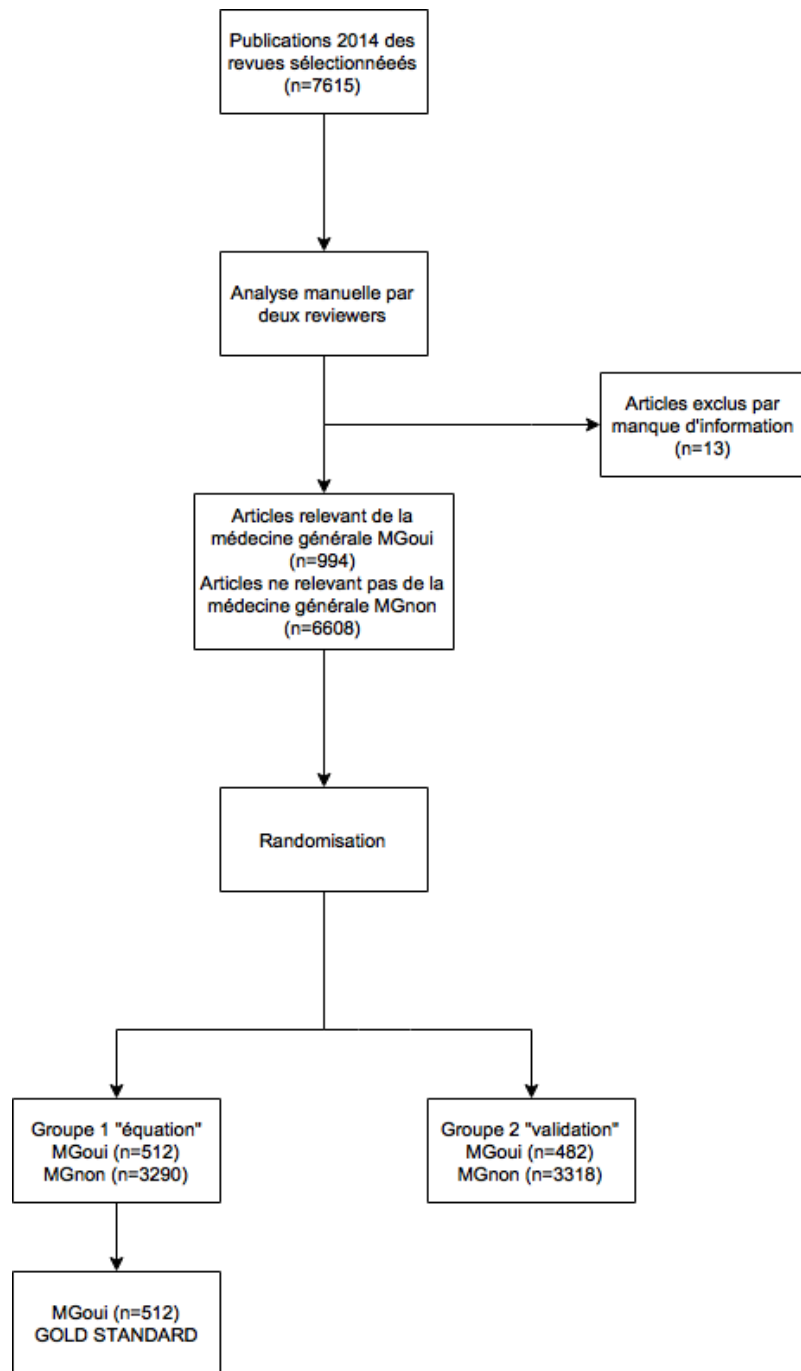 Publications 2014 des
revues sélectionnéeés
(n=7615)
Analyse manuelle par
deux reviewers
Articles exclus par
manque d'information
(n=13)
Articles relevant de la
médecine générale MGoui
(n=994)
Articles ne relevant pas de la
médecine générale MGnon
(n=6608)
Randomisation
Groupe 1 "équation"
MGoui (n=512)
MGnon (n=3290)
Groupe 2 "validation"
MGoui (n=482)
MGnon (n=3318)
MGoui (n=512)
GOLD STANDARD